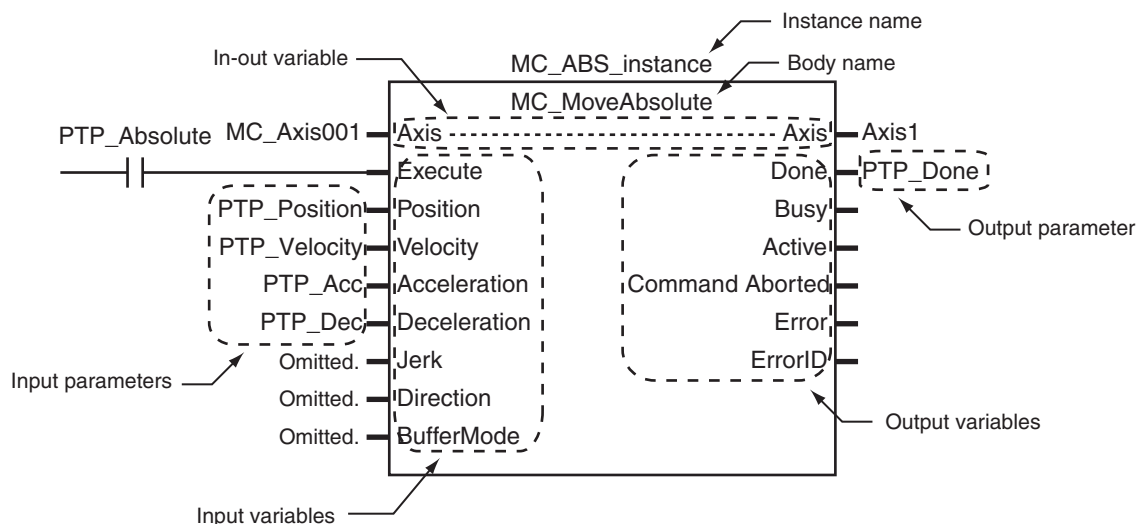 Instance name
In-out variable
MC_ABS_instance
Body name
MC_MoveAbsolute
PTP_Absolute
MC_Axis001
Axis
Axis
Axis1
Execute
Done
PTP_Done
PTP_Position
Position
Busy
Output parameter
PTP_Velocity
Velocity
Active
PTP_Acc
Acceleration
Command Aborted
PTP_Dec
Deceleration
Error
Omitted.
Jerk
ErrorID
Input parameters
Omitted.
Direction
Output variables
Omitted.
BufferMode
Input variables